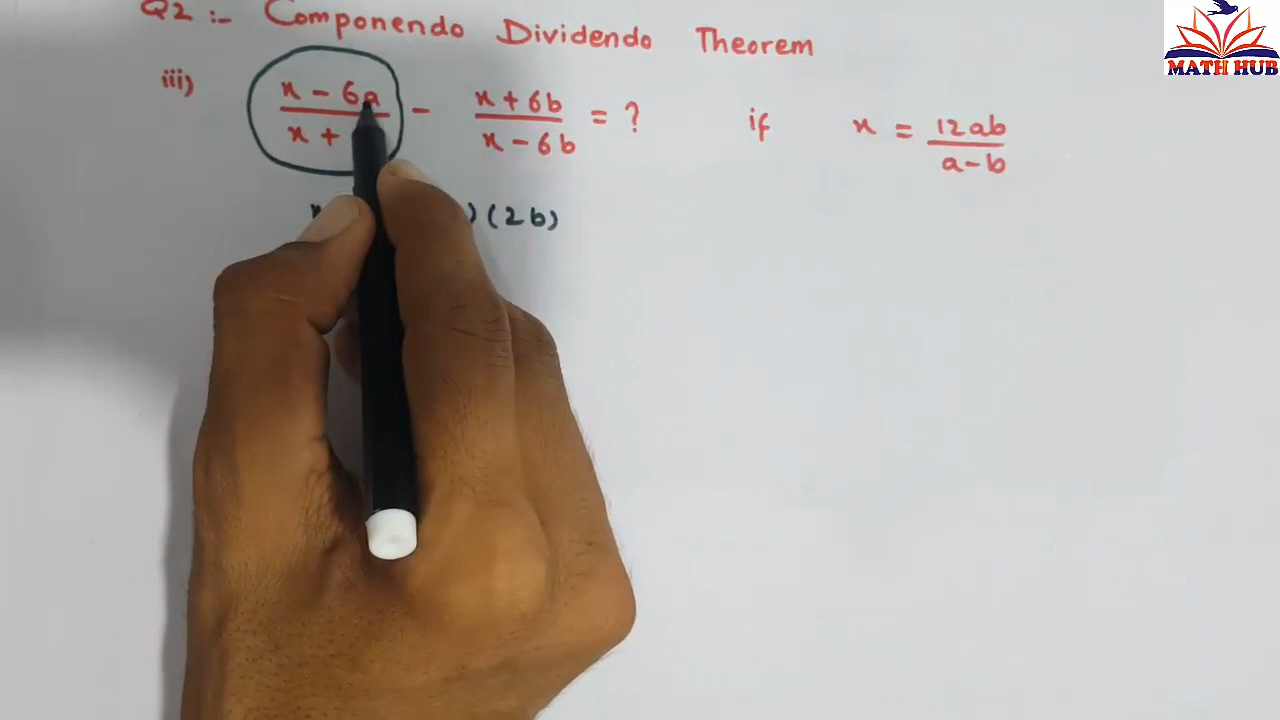 Q2 :- Componendo Dividendo Theorem
MATH HUB
iii) x - 6a / x + - x + 6b / x - 6b = ? if x = 12ab / a - b
) (2b)